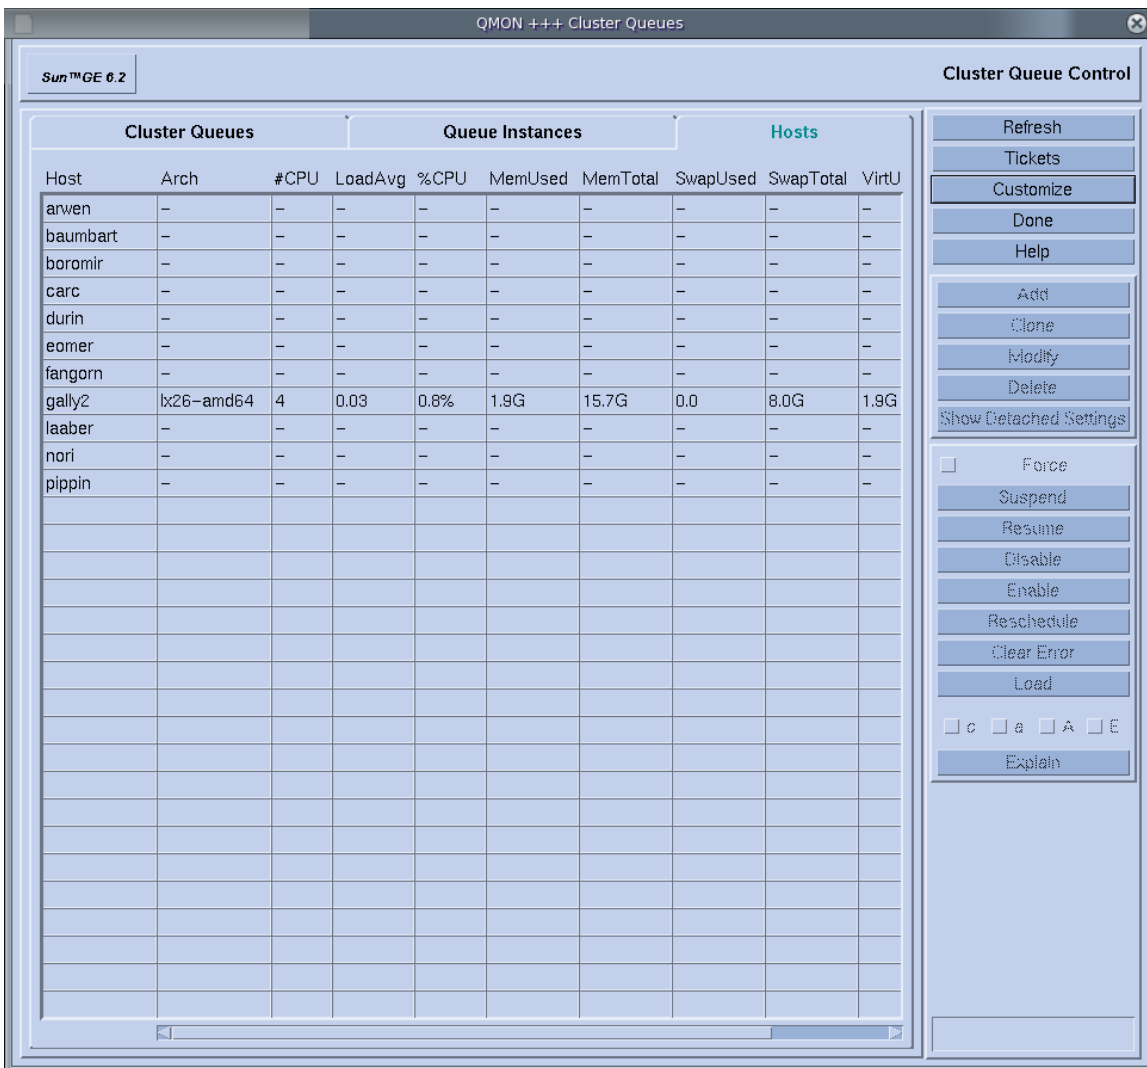 QMON +++ Cluster Queues
Sun™GE 6.2
Cluster Queue Control
Cluster Queues Queue Instances Hosts
Host Arch #CPU LoadAvg %CPU MemUsed MemTotal SwapUsed SwapTotal VirtU
arwen – – – – – – – – –
baumbart – – – – – – – – –
boromir – – – – – – – – –
carc – – – – – – – – –
durin – – – – – – – – –
eomer – – – – – – – – –
fangorn – – – – – – – – –
gally2 lx26-amd64 4 0.03 0.8% 1.9G 15.7G 0.0 8.0G 1.9G
laaber – – – – – – – – –
nori – – – – – – – – –
pippin – – – – – – – – –
Refresh
Tickets
Customize
Done
Help
Add
Clone
Modify
Delete
Show Detached Settings
Force
Suspend
Resume
Disable
Enable
Reschedule
Clear Error
Load
c a A E
Explain